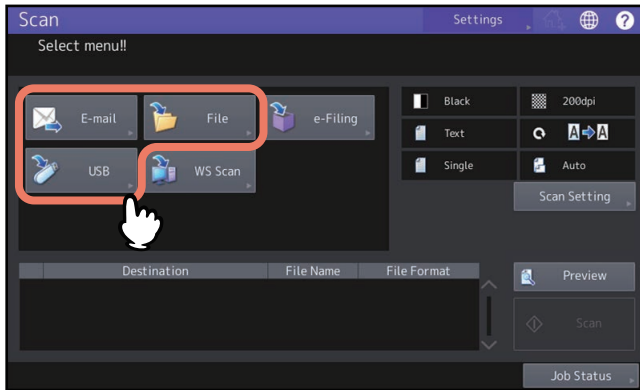 Scan
Settings
Select menu!!
E-mail
File
e-Filing
USB
WS Scan
Black
200dpi
Text
A A
Single
Auto
Scan Setting
Destination
File Name
File Format
Preview
Scan
Job Status